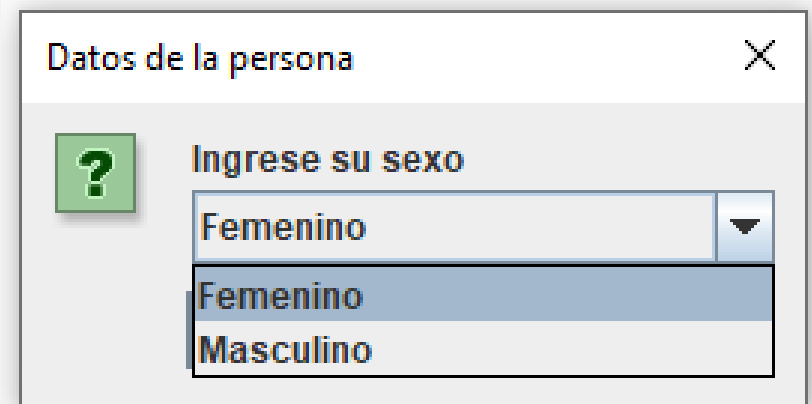 Datos de la persona
?
Ingrese su sexo
Femenino
Femenino
Masculino